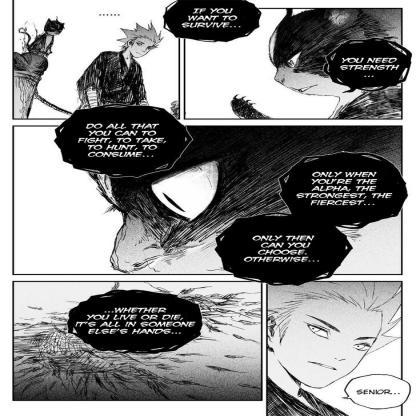 ......
IF YOU
WANT TO
SURVIVE...
YOU NEED
STRENGTH
...
DO ALL THAT
YOU CAN TO
FIGHT, TO TAKE,
TO HUNT, TO
CONSUME...
ONLY WHEN
YOU'RE THE
ALPHA, THE
STRONGEST, THE
FIERCEST...
ONLY THEN
CAN YOU
CHOOSE.
OTHERWISE...
...WHETHER
YOU LIVE OR DIE,
IT'S ALL IN SOMEONE
ELSE'S HANDS...
SENIOR...